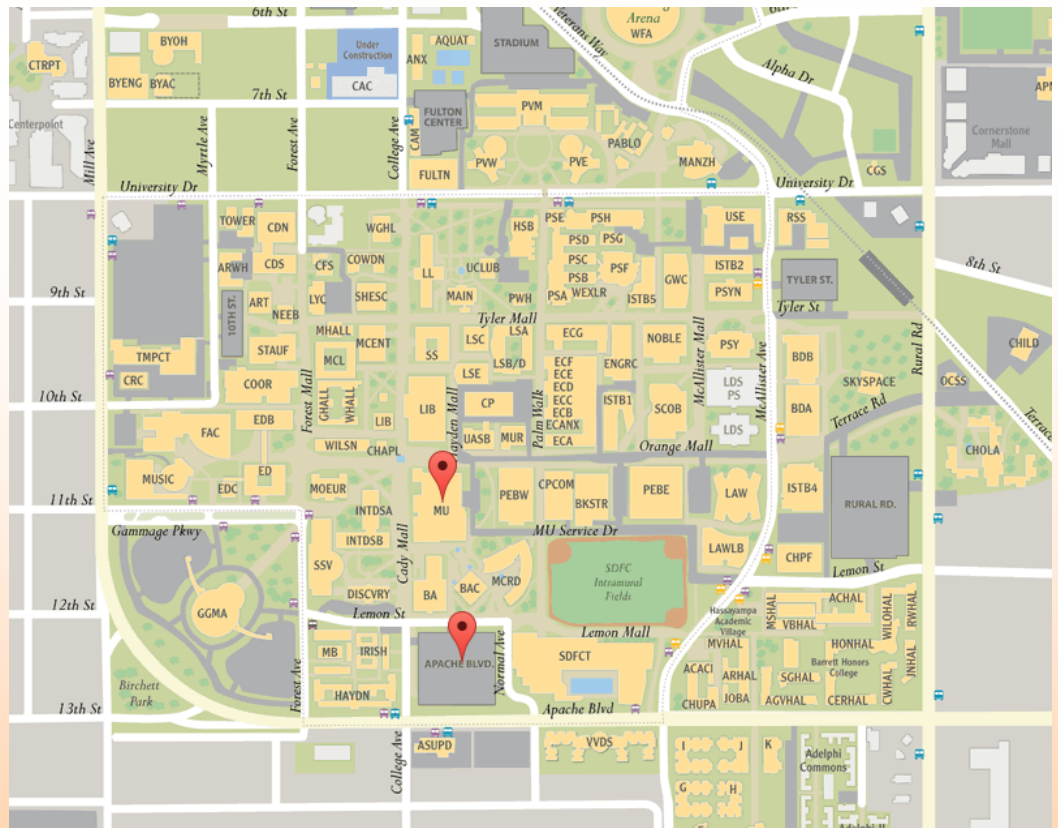 6th St
Arena
WFA
6th
Veterans Way
STADIUM
AQUAT
ANX
Under
Construction
CAC
BYOH
BYENG
BYAC
CTRPT
7th St
Alpha Dr
FULTON
CENTER
CAM
FULTN
PVM
PVW
PVE
PABLO
MANZH
APN
Cornerstone
Mall
CGS
Centerpoint
Mill Ave
Myrtle Ave
Forest Ave
College Ave
University Dr
University Dr
TOWER
CDN
WGHL
HSB
PSE
PSH
PSD
PSG
PSC
PSB
PSF
PSA
WEXLR
ISTB5
GWC
USE
ISTB2
PSYN
RSS
TYLER ST.
Tyler St
8th St
9th St
ARWH
CDS
CFS
COWDN
LL
UCLUB
MAIN
PWH
LYC
SHESC
ART
NEEB
10TH ST.
Tyler Mall
MHALL
MCENT
MCL
STAUF
SS
LSC
LSA
LSB/D
LSE
ECG
ECF
ECE
ECD
ECC
ECB
ECANX
ECA
ENGRC
NOBLE
PSY
McAllister Mall
McAllister Ave
BDB
Rural Rd
CHILD
OCSS
SKYSPACE
TMPCT
CRC
COOR
10th St
Forest Mall
GHALL
WHALL
LIB
LIB
Hayden Mall
CP
Palm Walk
ISTB1
SCOB
LDS
PS
LDS
BDA
Terrace Rd
Terrace
EDB
FAC
WILSN
CHAPL
UASB
MUR
Orange Mall
CHOLA
MUSIC
EDC
ED
MOEUR
INTDSA
MU
PEBW
CPCOM
BKSTR
PEBE
LAW
ISTB4
RURAL RD.
11th St
Gammage Pkwy
INTDSB
Cady Mall
MU Service Dr
SSV
LAWLB
CHPF
Lemon St
SDFC
Intramural
Fields
GGMA
12th St
DISCVRY
Lemon St
BA
BAC
MCRD
Lemon Mall
Hassayampa
Academic
Village
MSHAL
VBHAL
ACHAL
WILOHAL
RWHAL
MB
IRISH
HAYDN
APACHE BLVD.
Normal Ave
SDFCT
MVHAL
ACACI
ARHAL
CHUPA
JOBA
HONHAL
Barrett Honors
College
SGHAL
AGVHAL
CERHAL
CWHAL
JNHAL
Birchett
Park
Forest Ave
13th St
Apache Blvd
College Ave
ASUPD
VVDS
I
J
K
G
H
Adelphi
Commons